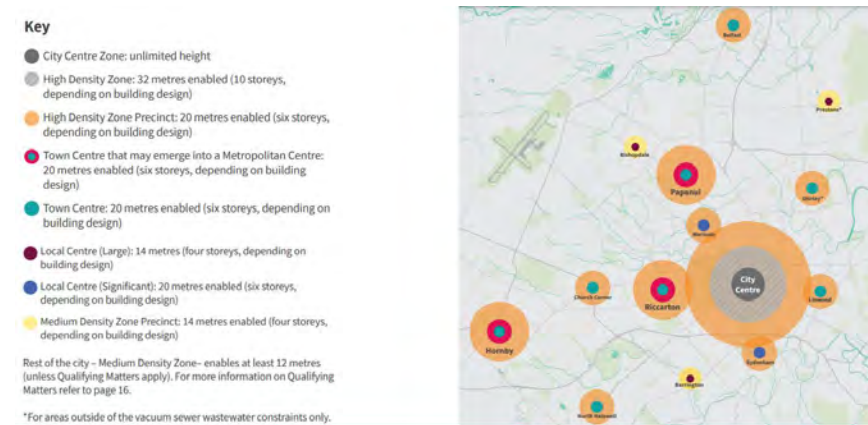 Key
City Centre Zone: unlimited height
High Density Zone: 32 metres enabled (10 storeys,
depending on building design)
High Density Zone Precinct: 20 metres enabled (six storeys,
depending on building design)
Town Centre that may emerge into a Metropolitan Centre:
20 metres enabled (six storeys, depending on building
design)
Town Centre: 20 metres enabled (six storeys, depending on
building design)
Local Centre (Large): 14 metres (four storeys, depending on
building design)
Local Centre (Significant): 20 metres enabled (six storeys,
depending on building design)
Medium Density Zone Precinct: 14 metres enabled (four storeys,
depending on building design)
Rest of the city – Medium Density Zone– enables at least 12 metres
(unless Qualifying Matters apply). For more information on Qualifying
Matters refer to page 16.
*For areas outside of the vacuum sewer wastewater constraints only.
Belfast
Prestons*
Bishopdale
Papanui
Shirley*
Merivale
City
Centre
Church Corner
Riccarton
Linwood
Hornby
Sydenham
Barrington
North Halswell